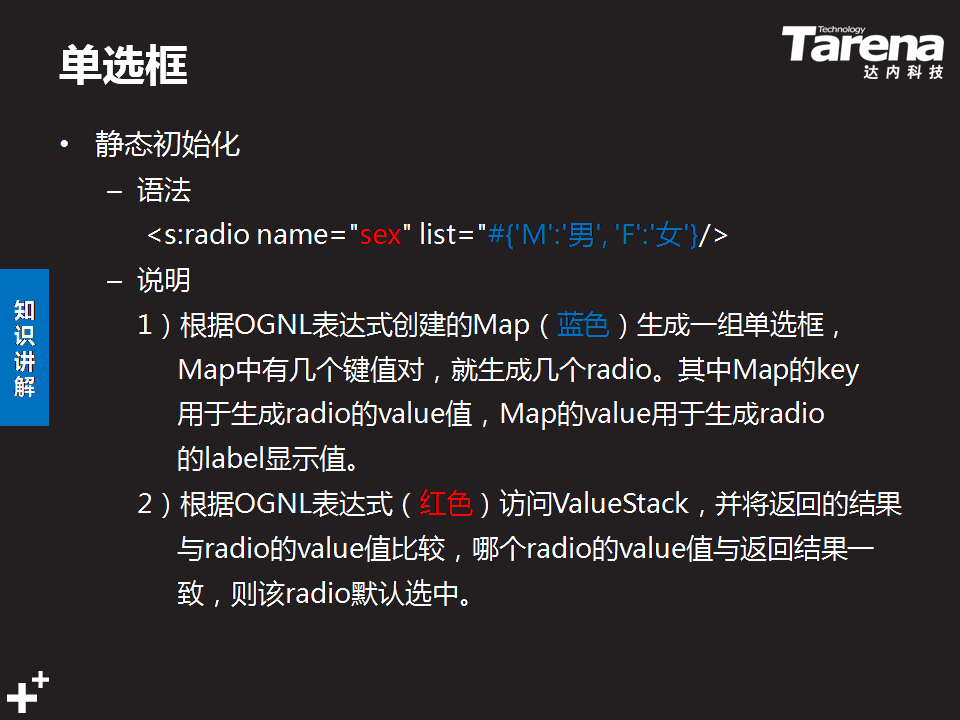 单选框
Technology
Tarena
达内科技
• 静态初始化
– 语法
<s:radio name="sex" list="#{'M':'男', 'F':'女'}/>
– 说明
1）根据OGNL表达式创建的Map（蓝色）生成一组单选框，
Map中有几个键值对，就生成几个radio。其中Map的key
用于生成radio的value值，Map的value用于生成radio
的label显示值。
2）根据OGNL表达式（红色）访问ValueStack，并将返回的结果
与radio的value值比较，哪个radio的value值与返回结果一
致，则该radio默认选中。
知识讲解